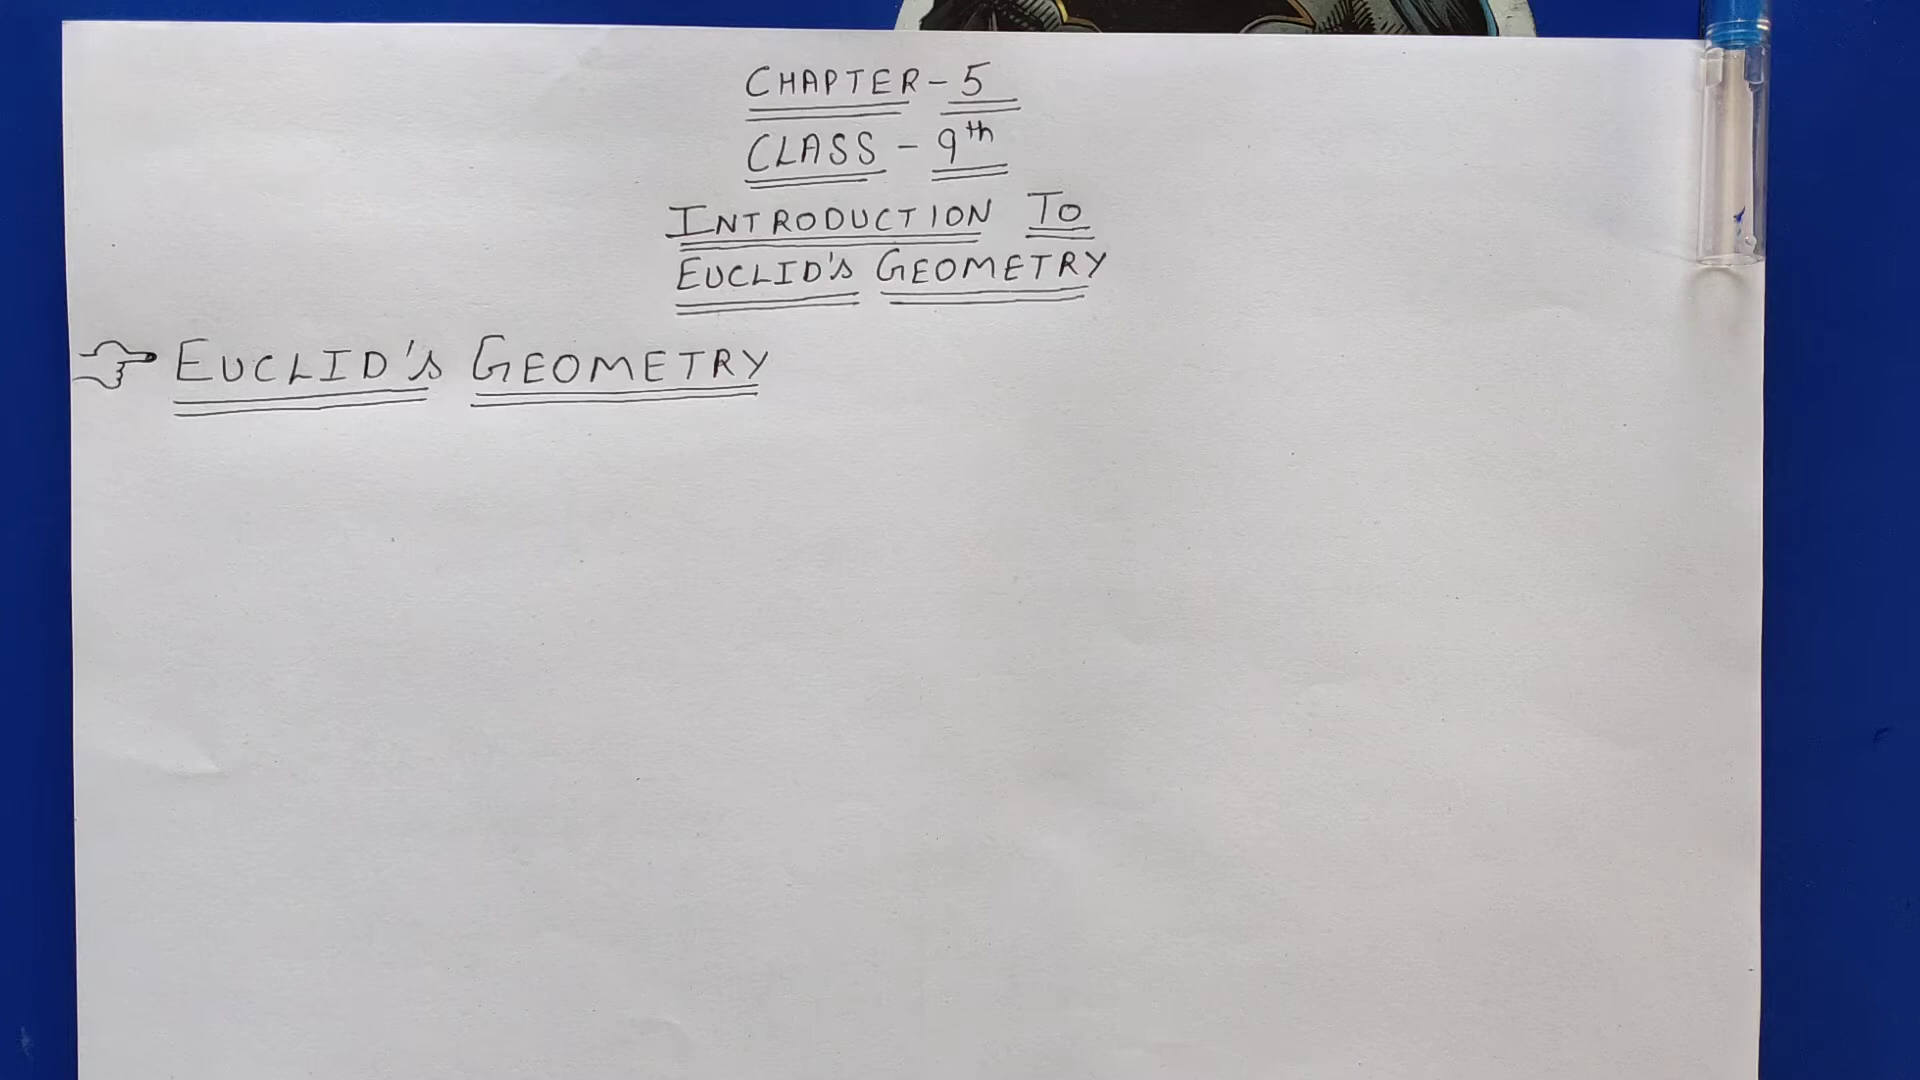 CHAPTER-5
CLASS - 9th
INTRODUCTION TO
EUCLID's GEOMETRY
EUCLID's GEOMETRY